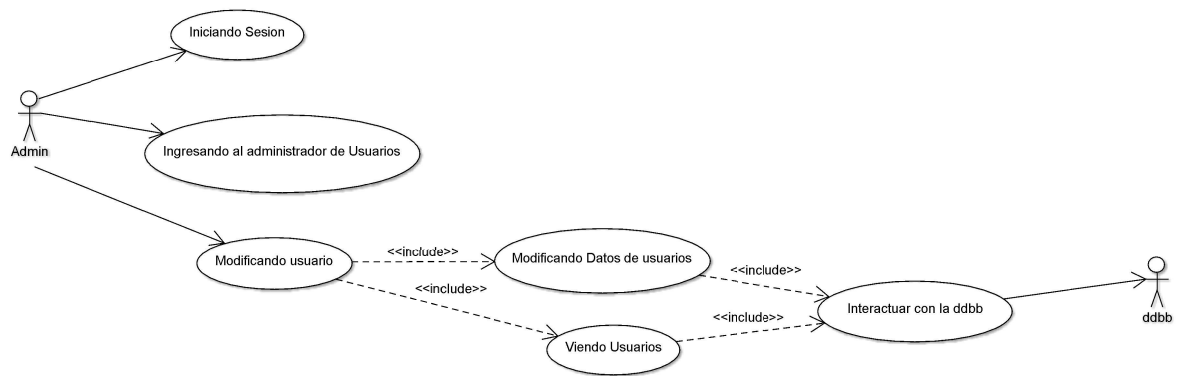 Iniciando Sesion
Admin
Ingresando al administrador de Usuarios
Modificando usuario
<<include>>
Modificando Datos de usuarios
<<include>>
<<include>>
Interactuar con la ddbb
ddbb
<<include>>
Viendo Usuarios